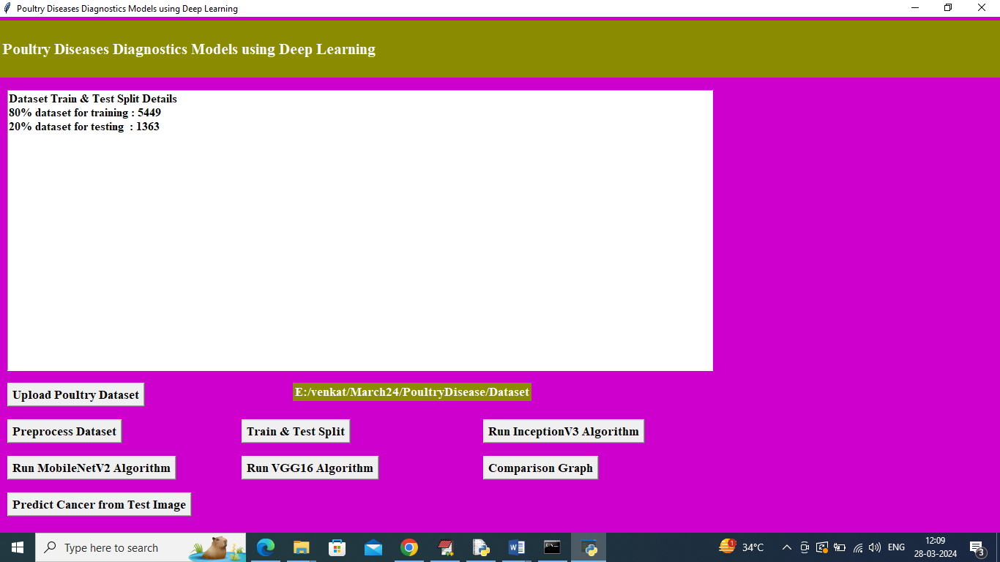 Poultry Diseases Diagnostics Models using Deep Learning
Poultry Diseases Diagnostics Models using Deep Learning
Dataset Train & Test Split Details
80% dataset for training : 5449
20% dataset for testing  : 1363
Upload Poultry Dataset
E:/venkat/March24/PoultryDisease/Dataset
Preprocess Dataset
Train & Test Split
Run InceptionV3 Algorithm
Run MobileNetV2 Algorithm
Run VGG16 Algorithm
Comparison Graph
Predict Cancer from Test Image
Type here to search
1
34°C
ENG
12:09
28-03-2024
3